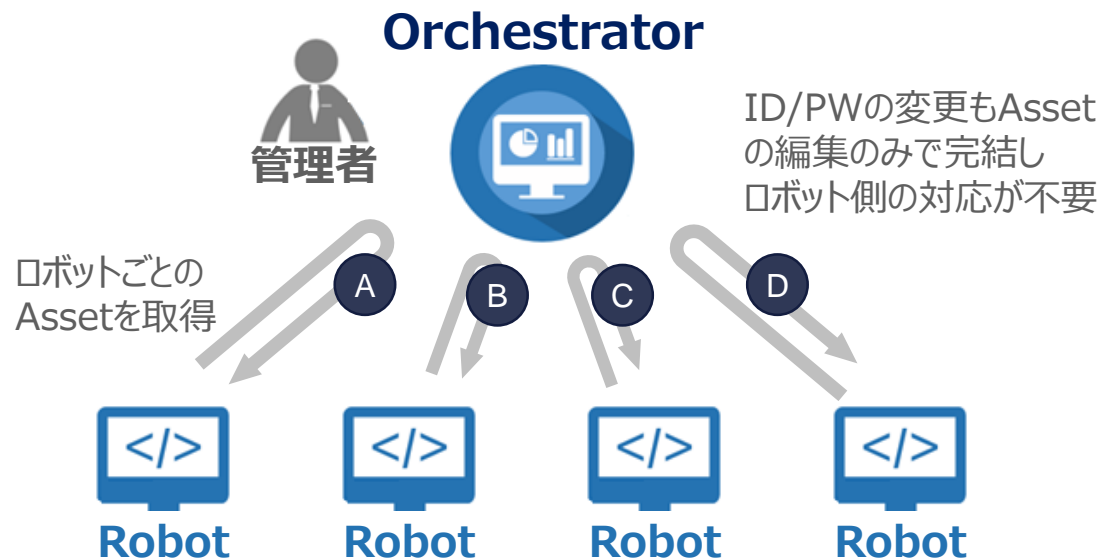 Orchestrator
管理者
ID/PWの変更もAsset
の編集のみで完結し
ロボット側の対応が不要
ロボットごとの
Assetを取得
A
B
C
D
</>
</>
</>
</>
Robot
Robot
Robot
Robot